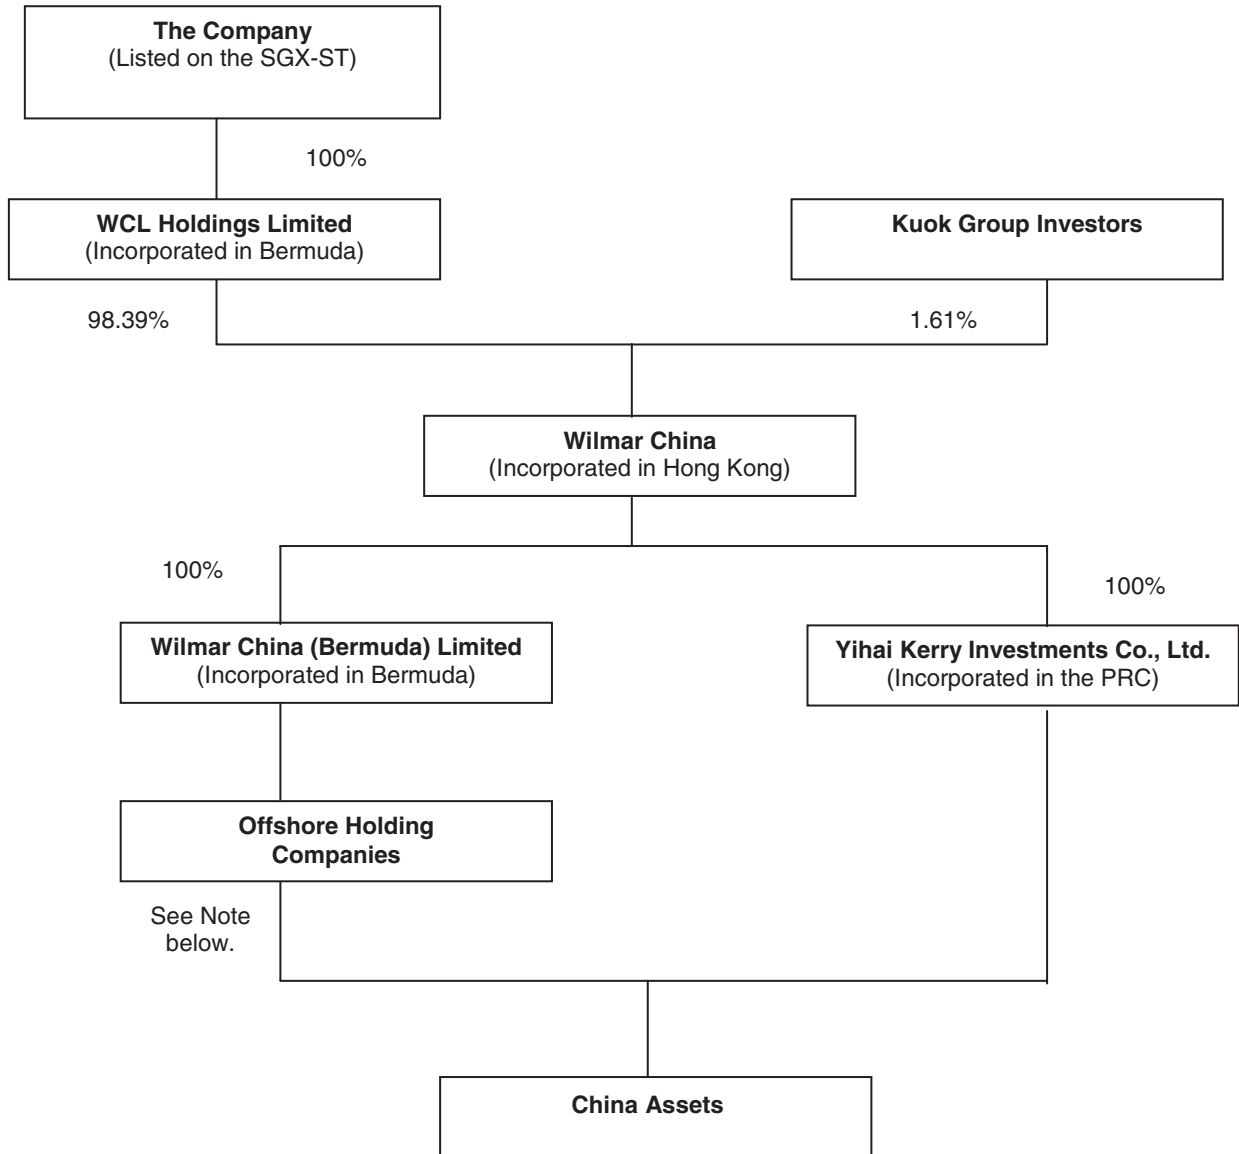 The Company
(Listed on the SGX-ST)
100%
WCL Holdings Limited
(Incorporated in Bermuda)
Kuok Group Investors
98.39%
1.61%
Wilmar China
(Incorporated in Hong Kong)
100%
100%
Wilmar China (Bermuda) Limited
(Incorporated in Bermuda)
Yihai Kerry Investments Co., Ltd.
(Incorporated in the PRC)
Offshore Holding
Companies
See Note
below.
China Assets